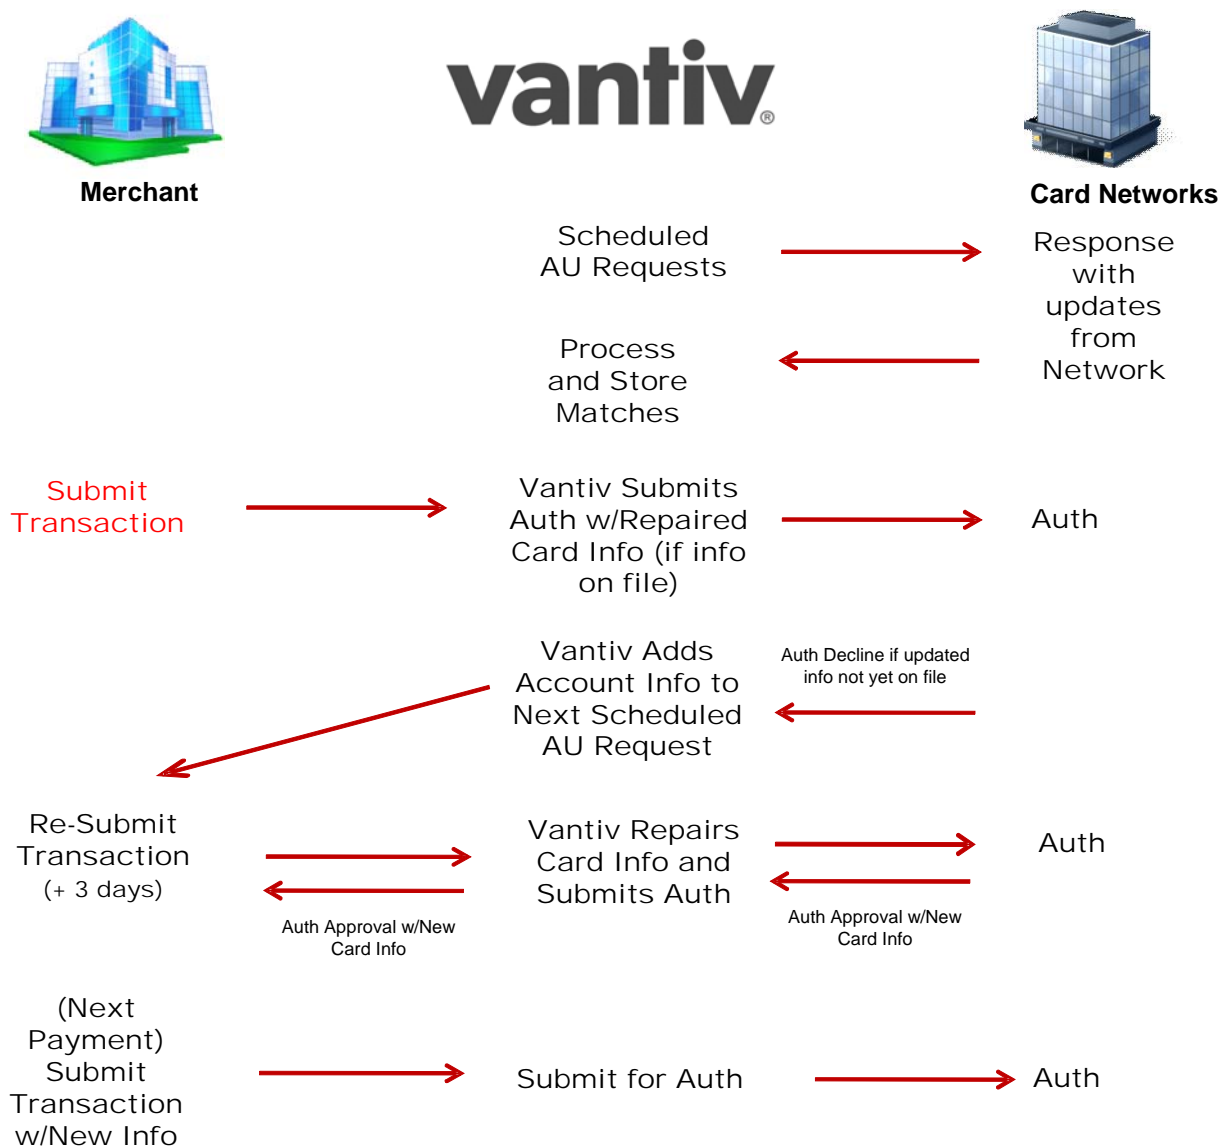 vantiv®
Merchant
Card Networks
Scheduled
AU Requests
Response
with
updates
from
Network
Process
and Store
Matches
Submit
Transaction
Vantiv Submits
Auth w/Repaired
Card Info (if info
on file)
Auth
Vantiv Adds
Account Info to
Next Scheduled
AU Request
Auth Decline if updated
info not yet on file
Re-Submit
Transaction
(+ 3 days)
Auth Approval w/New
Card Info
Vantiv Repairs
Card Info and
Submits Auth
Auth Approval w/New
Card Info
Auth
(Next
Payment)
Submit
Transaction
w/New Info
Submit for Auth
Auth